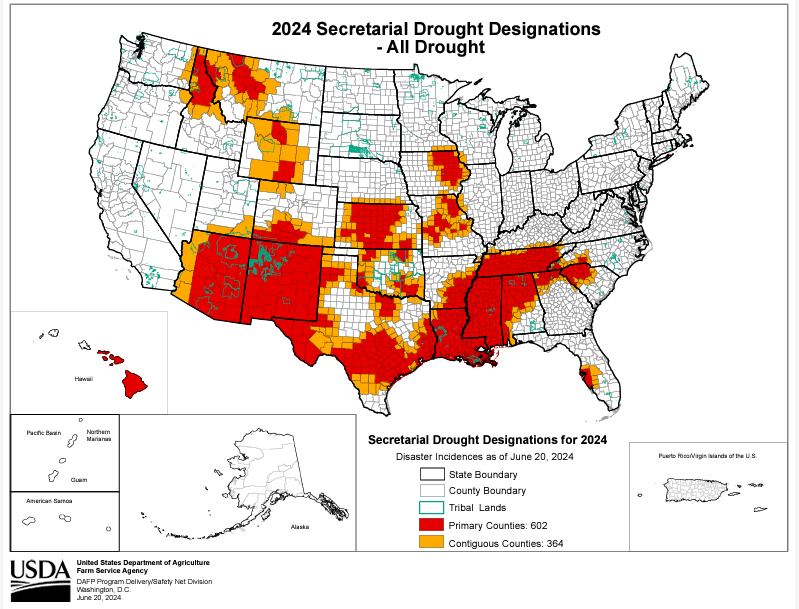 2024 Secretarial Drought Designations
- All Drought
Hawaii
Pacific Basin
Northern
Marianas
Guam
American Samoa
Alaska
Secretarial Drought Designations for 2024
Disaster Incidences as of June 20, 2024
State Boundary
County Boundary
Tribal Lands
Primary Counties: 602
Contiguous Counties: 364
Puerto Rico/Virgin Islands of the U.S.
USDA
United States Department of Agriculture
Farm Service Agency
DAFP Program Delivery/Safety Net Division
Washington, D.C.
June 20, 2024